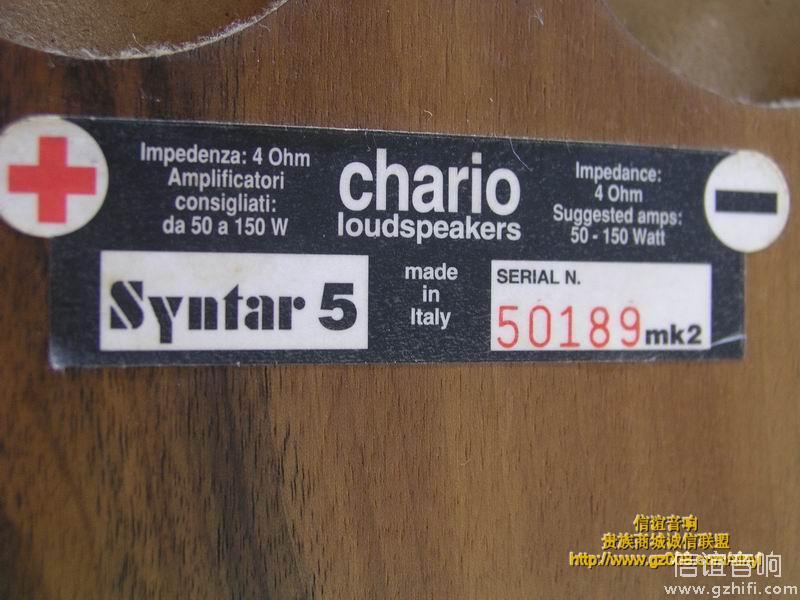 Impedenza: 4 Ohm
Amplificatori
consigliati:
da 50 a 150 W
chario
loudspeakers
Impedance:
4 Ohm
Suggested amps:
50 - 150 Watt
Syntar 5
made
in
Italy
SERIAL N.
50189 mk2
信谊音响
贵族商城诚信联盟
信谊音响
www.gzhifi.com